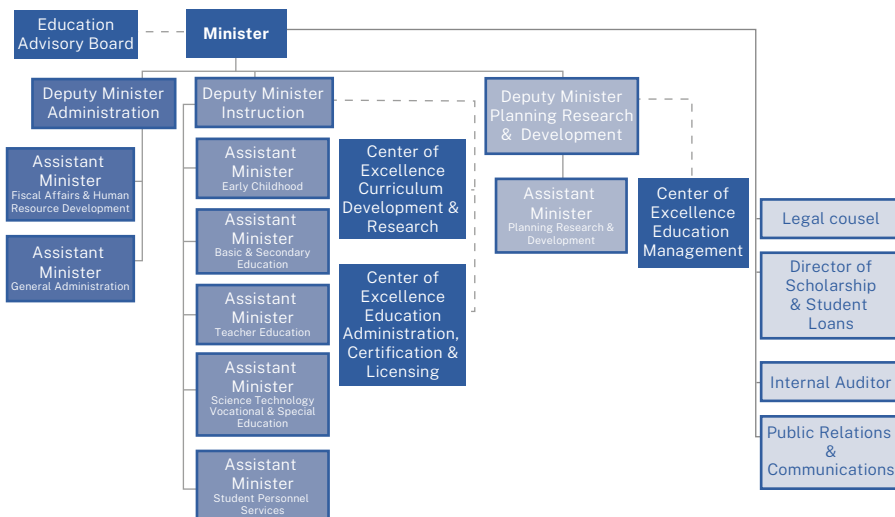 Education
Advisory Board
Minister
Deputy Minister
Administration
Assistant
Minister
Fiscal Affairs & Human
Resource Development
Assistant
Minister
General Administration
Deputy Minister
Instruction
Assistant
Minister
Early Childhood
Assistant
Minister
Basic & Secondary
Education
Assistant
Minister
Teacher Education
Assistant
Minister
Science Technology
Vocational & Special
Education
Assistant
Minister
Student Personnel
Services
Center of
Excellence
Curriculum
Development &
Research
Center of
Excellence
Education
Administration,
Certification &
Licensing
Deputy Minister
Planning Research
& Development
Assistant
Minister
Planning Research &
Development
Center of
Excellence
Education
Management
Legal cousel
Director of
Scholarship
& Student
Loans
Internal Auditor
Public Relations
&
Communications